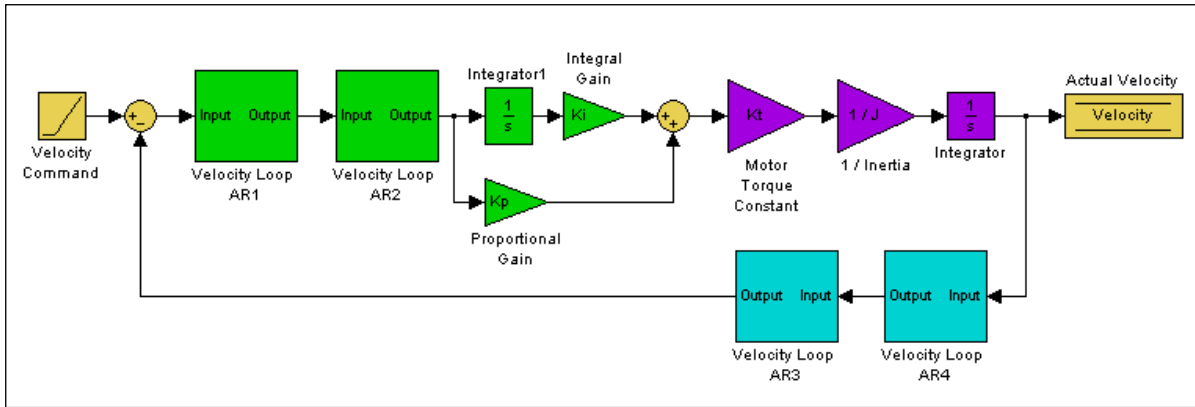 Velocity
Command
+
−
Input Output
Velocity Loop
AR1
Input Output
Velocity Loop
AR2
Integrator1
1
s
Integral
Gain
Ki
Kp
Proportional
Gain
+
+
Kt
Motor
Torque
Constant
1 / J
1 / Inertia
1
s
Integrator
Actual Velocity
Velocity
Output Input
Velocity Loop
AR3
Output Input
Velocity Loop
AR4